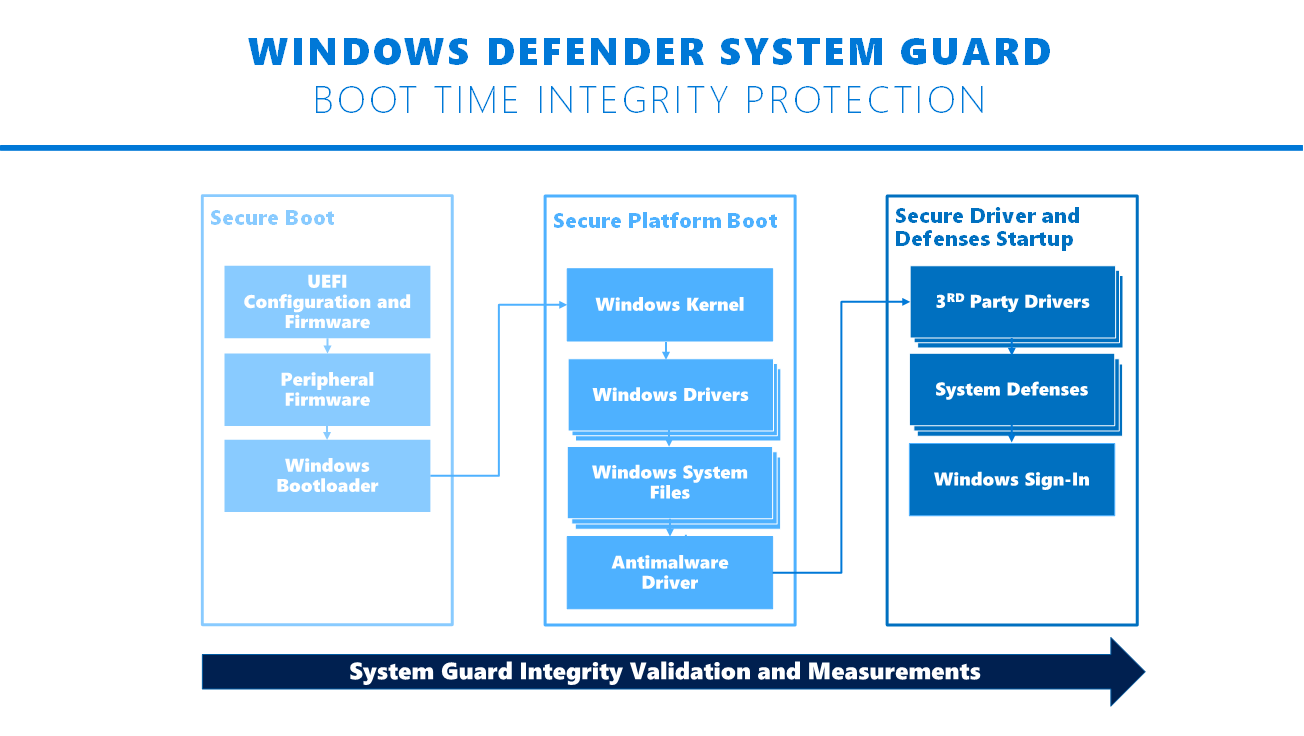 WINDOWS DEFENDER SYSTEM GUARD
BOOT TIME INTEGRITY PROTECTION
Secure Boot
UEFI
Configuration and
Firmware
Peripheral
Firmware
Windows
Bootloader
Secure Platform Boot
Windows Kernel
Windows Drivers
Windows System
Files
Antimalware
Driver
Secure Driver and
Defenses Startup
3RD Party Drivers
System Defenses
Windows Sign-In
System Guard Integrity Validation and Measurements